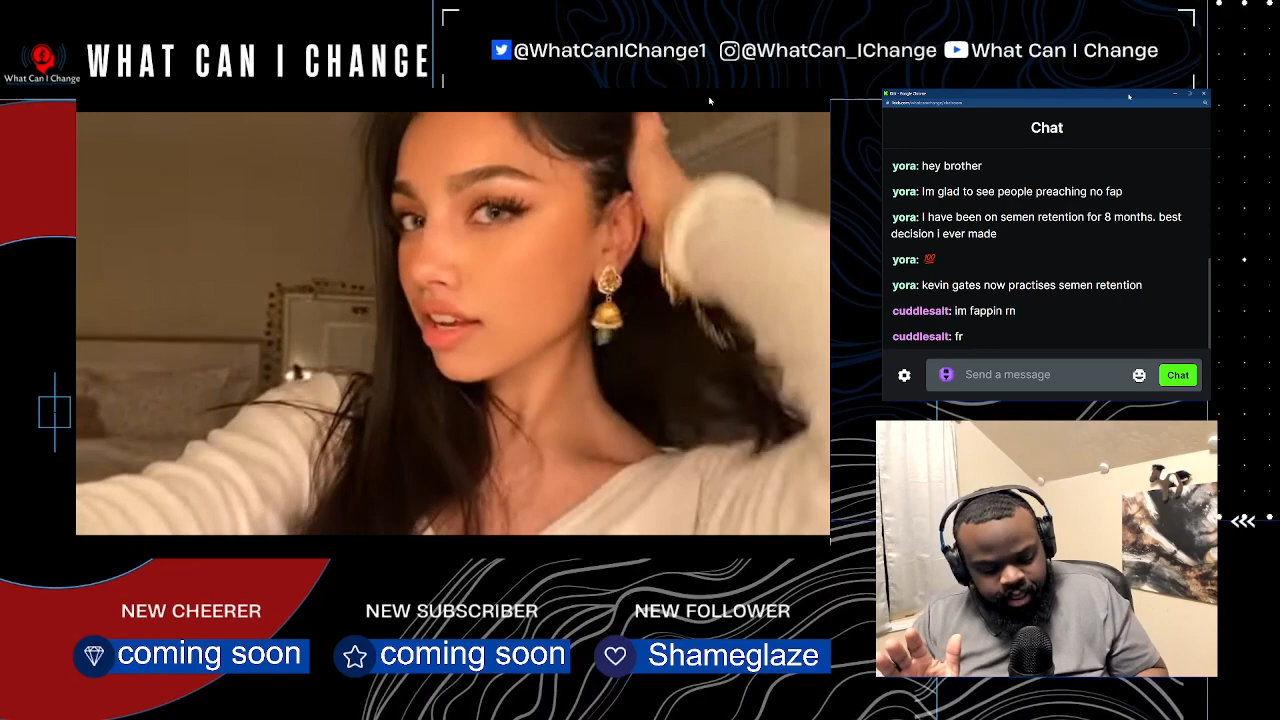 What Can I Change
WHAT CAN I CHANGE
@WhatCanIChange1 @WhatCan_IChange What Can I Change
Chat
yora: hey brother
yora: Im glad to see people preaching no fap
yora: I have been on semen retention for 8 months. best
decision i ever made
yora: 💯
yora: kevin gates now practises semen retention
cuddlesalt: im fappin rn
cuddlesalt: fr
Send a message
Chat
NEW CHEERER
NEW SUBSCRIBER
NEW FOLLOWER
coming soon
coming soon
Shameglaze